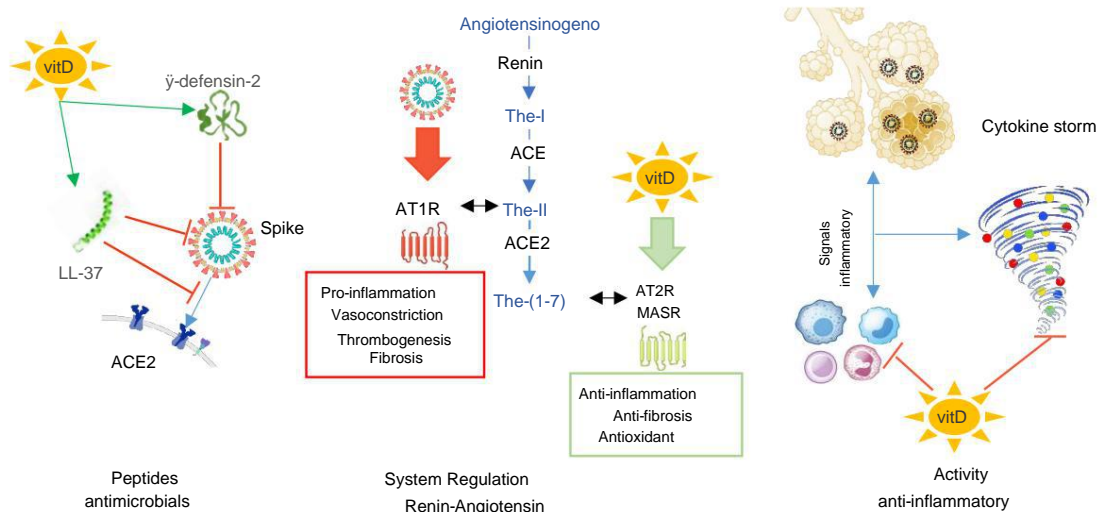 vitD
ÿ-defensin-2
LL-37
Spike
ACE2
Peptides
antimicrobials
Angiotensinogeno
Renin
The-I
ACE
AT1R
The-II
ACE2
The-(1-7)
Pro-inflammation
Vasoconstriction
Thrombogenesis
Fibrosis
vitD
AT2R
MASR
Anti-inflammation
Anti-fibrosis
Antioxidant
System Regulation
Renin-Angiotensin
Cytokine storm
Signals
inflammatory
vitD
Activity
anti-inflammatory